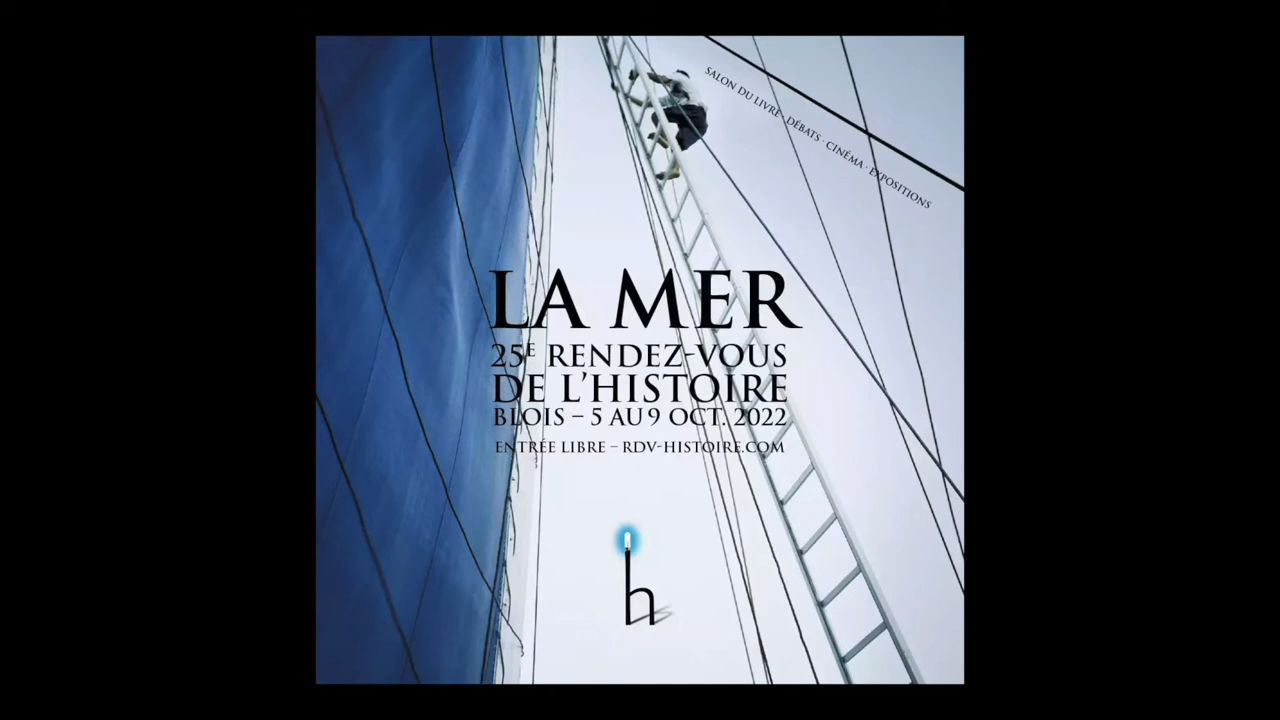 SALON DU LIVRE · DÉBATS · CINÉMA · EXPOSITIONS
LA MER
25E RENDEZ-VOUS
DE L'HISTOIRE
BLOIS – 5 AU 9 OCT. 2022
ENTRÉE LIBRE – RDV-HISTOIRE.COM
h